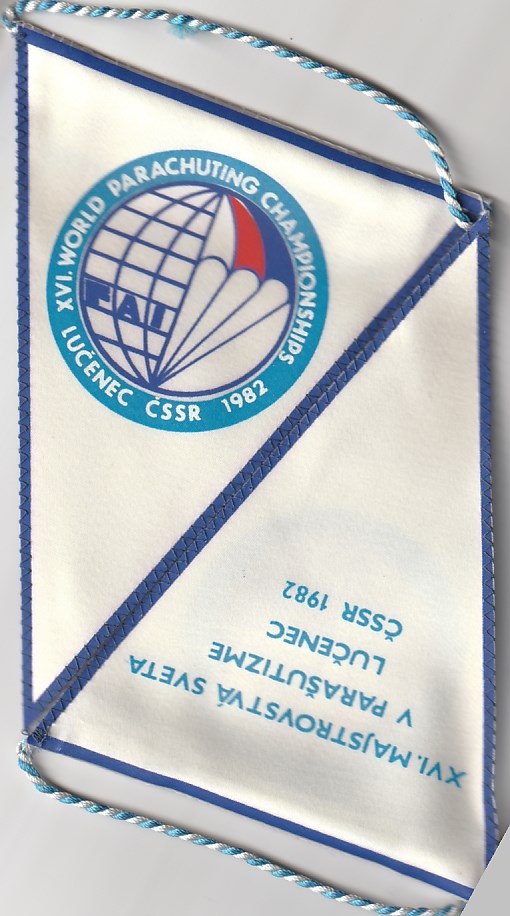 XVI. WORLD PARACHUTING CHAMPIONSHIPS
FAI
LUČENEC ČSSR 1982
XVI. MAJSTROVSTVÁ SVETA
V PARAŠUTIZME
LUČENEC
ČSSR 1982